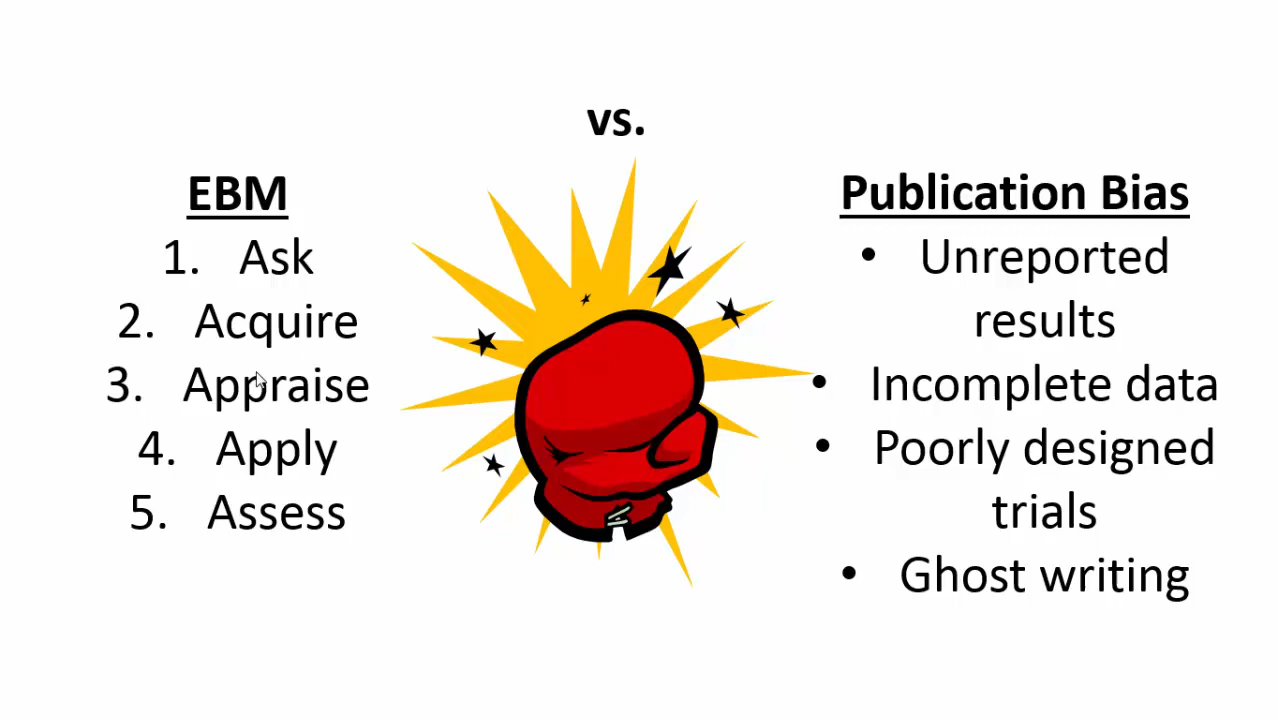 vs.
EBM
1. Ask
2. Acquire
3. Appraise
4. Apply
5. Assess
Publication Bias
• Unreported
results
• Incomplete data
• Poorly designed
trials
• Ghost writing